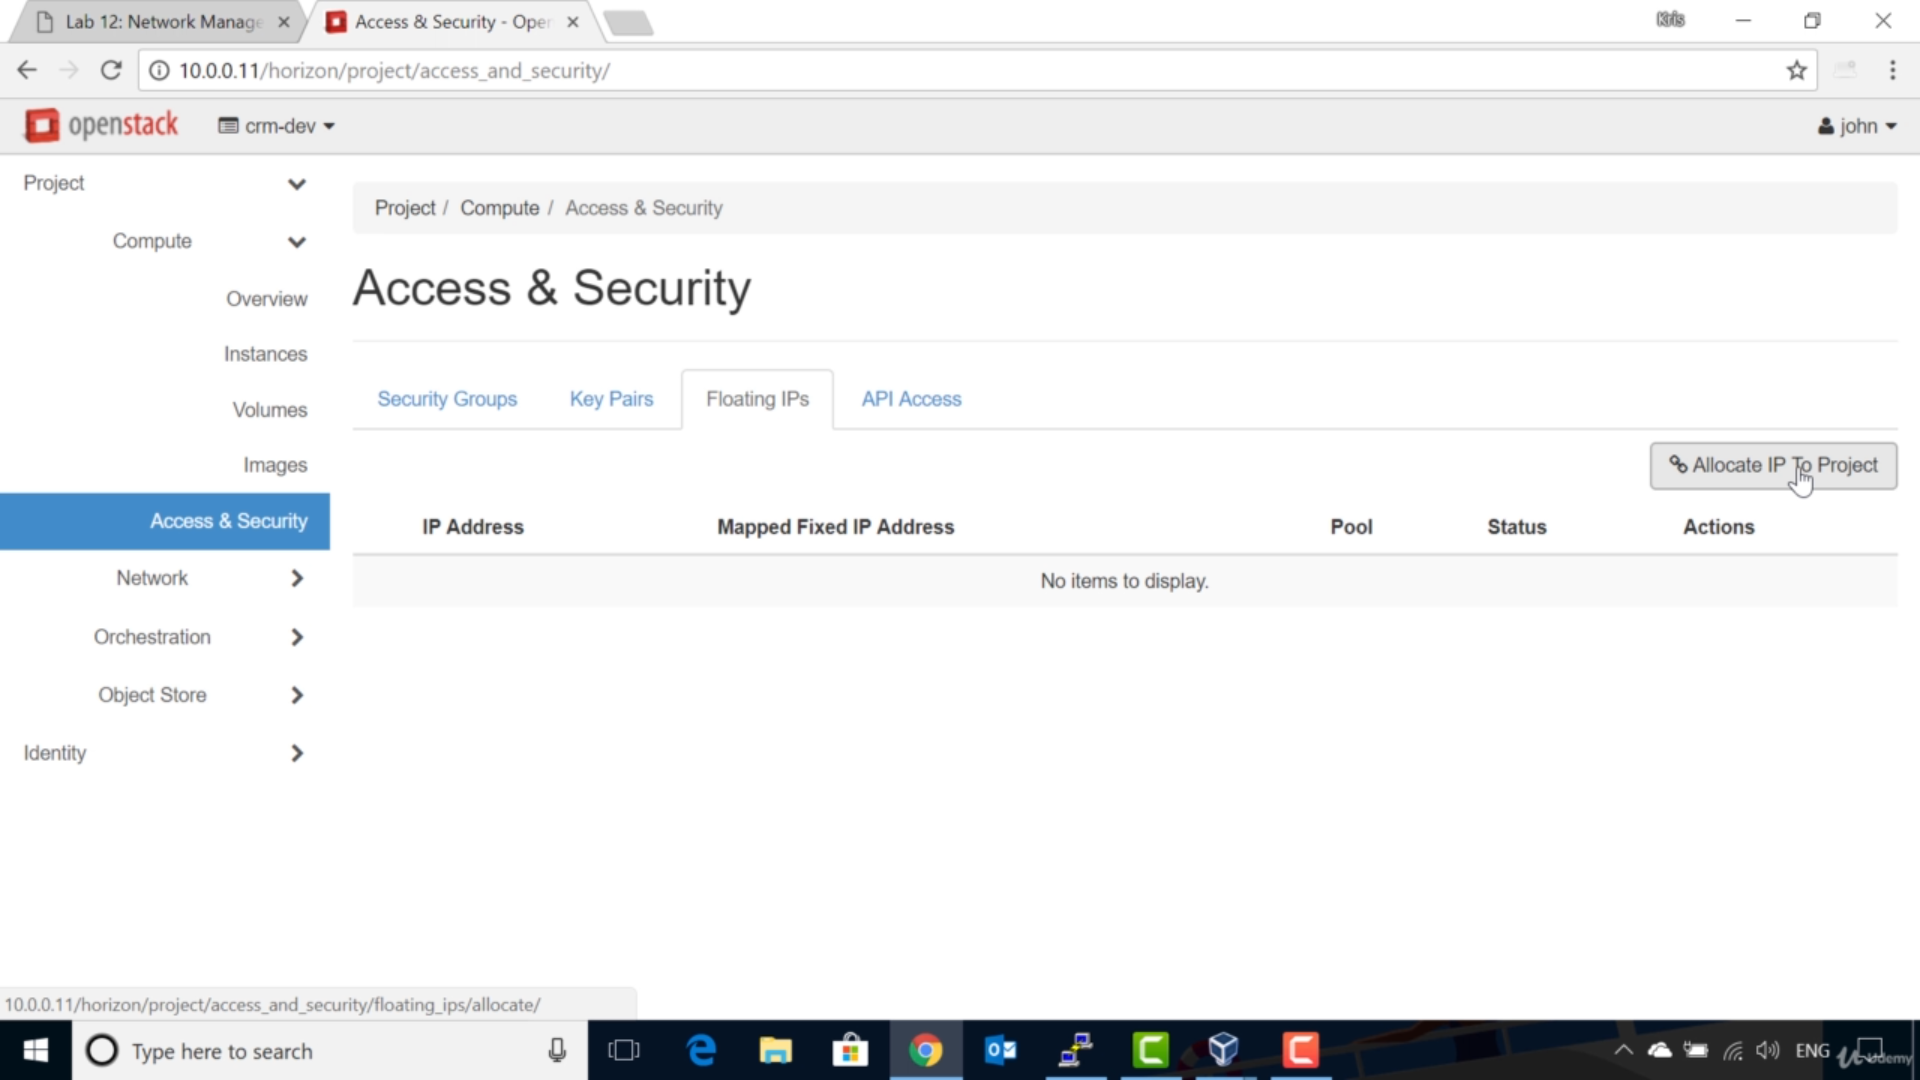 Lab 12: Network Manage
Access & Security - Oper
Kris
10.0.0.11/horizon/project/access_and_security/
openstack
crm-dev
john
Project
Compute
Overview
Instances
Volumes
Images
Access & Security
Network
Orchestration
Object Store
Identity
Project / Compute / Access & Security
Access & Security
Security Groups
Key Pairs
Floating IPs
API Access
Allocate IP To Project
IP Address
Mapped Fixed IP Address
Pool
Status
Actions
No items to display.
10.0.0.11/horizon/project/access_and_security/floating_ips/allocate/
Type here to search
ENG
Udemy